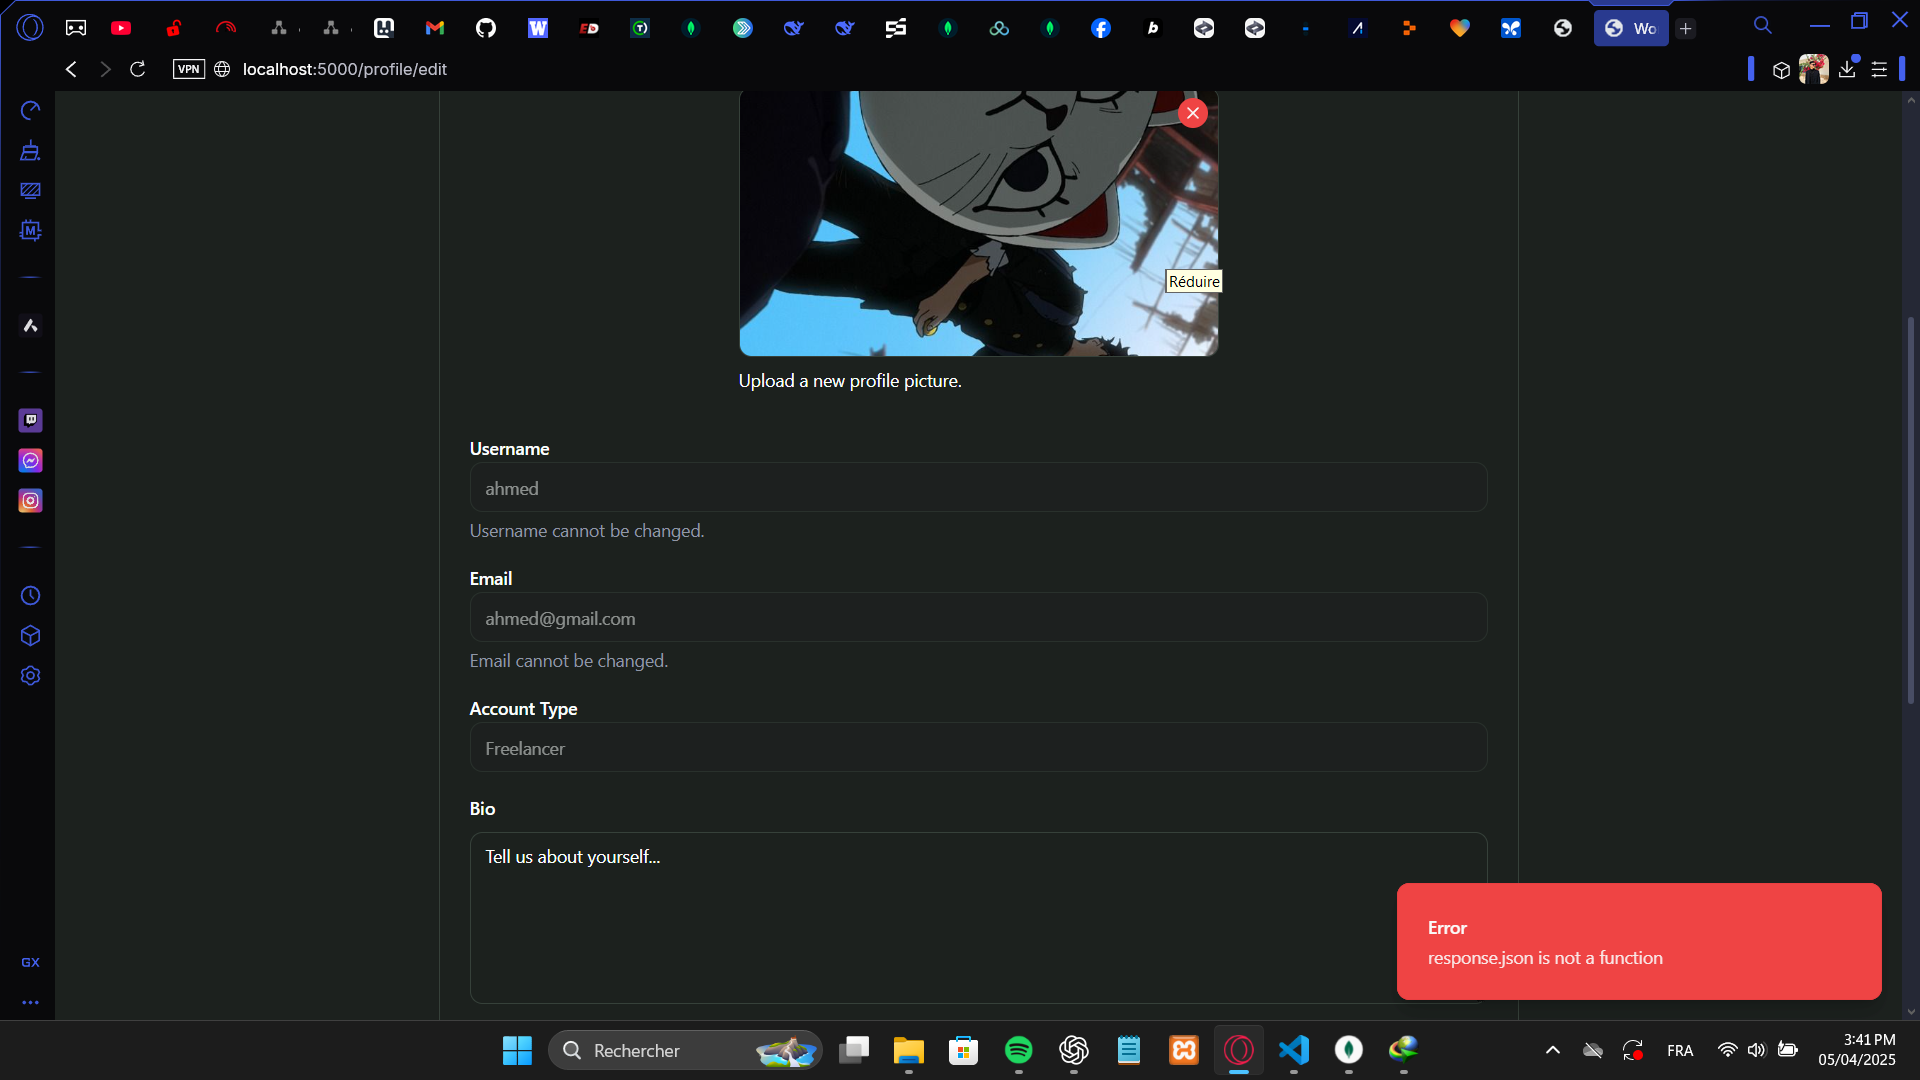 Wo
VPN
localhost:5000/profile/edit
M
Réduire
Upload a new profile picture.
Username
ahmed
Username cannot be changed.
Email
ahmed@gmail.com
Email cannot be changed.
Account Type
Freelancer
Bio
Tell us about yourself...
Error
response.json is not a function
GX
Rechercher
FRA
3:41 PM
05/04/2025